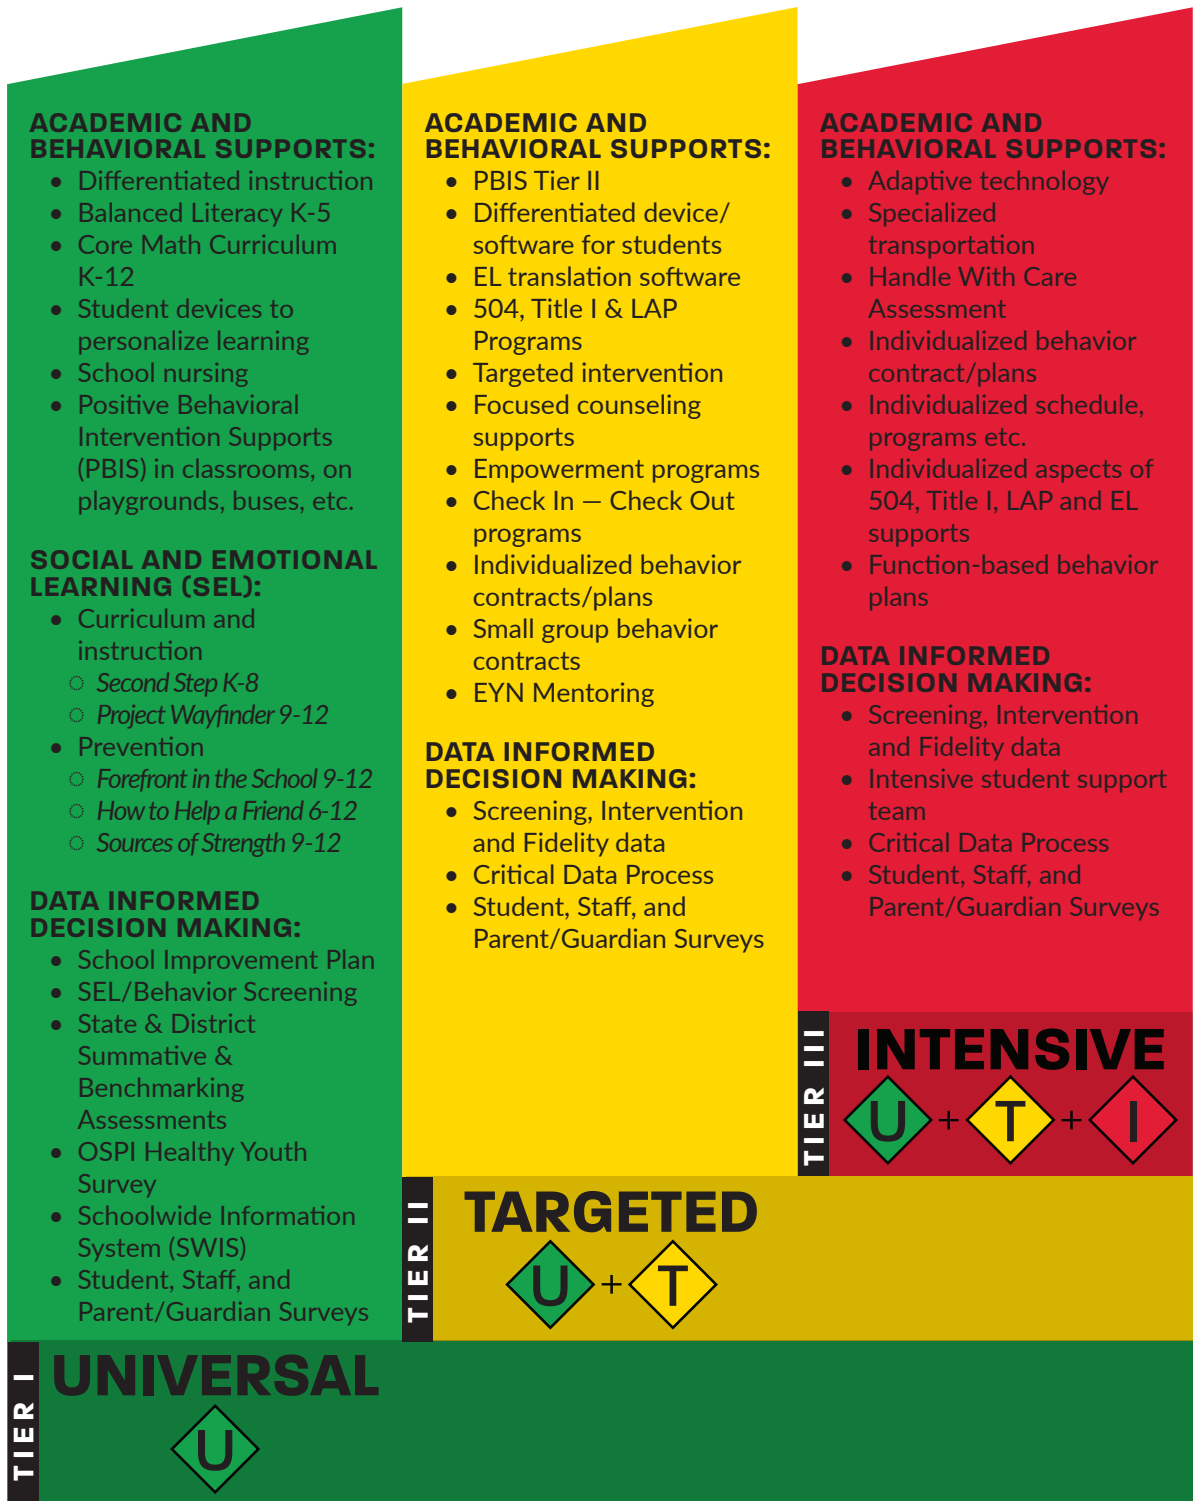 ACADEMIC AND
BEHAVIORAL SUPPORTS:
• Differentiated instruction
• Balanced Literacy K-5
• Core Math Curriculum
K-12
• Student devices to
personalize learning
• School nursing
• Positive Behavioral
Intervention Supports
(PBIS) in classrooms, on
playgrounds, buses, etc.
SOCIAL AND EMOTIONAL
LEARNING (SEL):
• Curriculum and
instruction
◌ Second Step K-8
◌ Project Wayfinder 9-12
• Prevention
◌ Forefront in the School 9-12
◌ How to Help a Friend 6-12
◌ Sources of Strength 9-12
DATA INFORMED
DECISION MAKING:
• School Improvement Plan
• SEL/Behavior Screening
• State & District
Summative &
Benchmarking
Assessments
• OSPI Healthy Youth
Survey
• Schoolwide Information
System (SWIS)
• Student, Staff, and
Parent/Guardian Surveys
TIER I
UNIVERSAL
U
ACADEMIC AND
BEHAVIORAL SUPPORTS:
• PBIS Tier II
• Differentiated device/
software for students
• EL translation software
• 504, Title I & LAP
Programs
• Targeted intervention
• Focused counseling
supports
• Empowerment programs
• Check In — Check Out
programs
• Individualized behavior
contracts/plans
• Small group behavior
contracts
• EYN Mentoring
DATA INFORMED
DECISION MAKING:
• Screening, Intervention
and Fidelity data
• Critical Data Process
• Student, Staff, and
Parent/Guardian Surveys
TIER II
TARGETED
U + T
ACADEMIC AND
BEHAVIORAL SUPPORTS:
• Adaptive technology
• Specialized
transportation
• Handle With Care
Assessment
• Individualized behavior
contract/plans
• Individualized schedule,
programs etc.
• Individualized aspects of
504, Title I, LAP and EL
supports
• Function-based behavior
plans
DATA INFORMED
DECISION MAKING:
• Screening, Intervention
and Fidelity data
• Intensive student support
team
• Critical Data Process
• Student, Staff, and
Parent/Guardian Surveys
TIER III
INTENSIVE
U + T + I